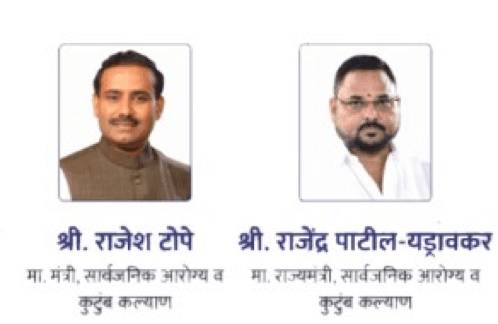 श्री. राजेश टोपे
मा. मंत्री, सार्वजनिक आरोग्य व
कुटुंब कल्याण
श्री. राजेंद्र पाटील-यड्रावकर
मा. राज्यमंत्री, सार्वजनिक आरोग्य व
कुटुंब कल्याण